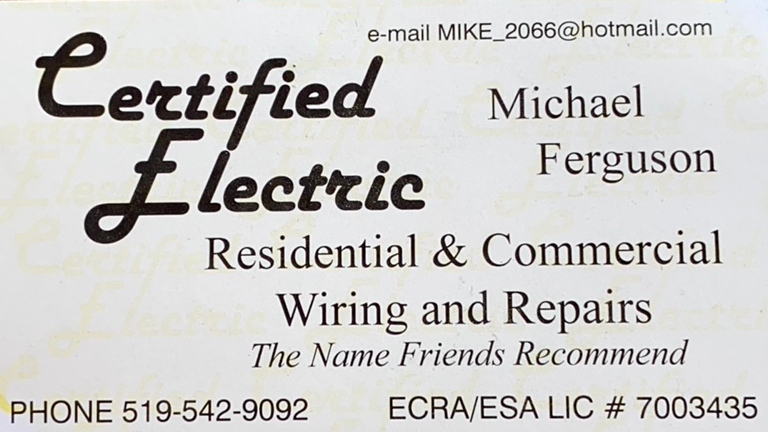 e-mail MIKE_2066@hotmail.com
Certified
Electric
Michael
Ferguson
Residential & Commercial
Wiring and Repairs
The Name Friends Recommend
PHONE 519-542-9092
ECRA/ESA LIC # 7003435